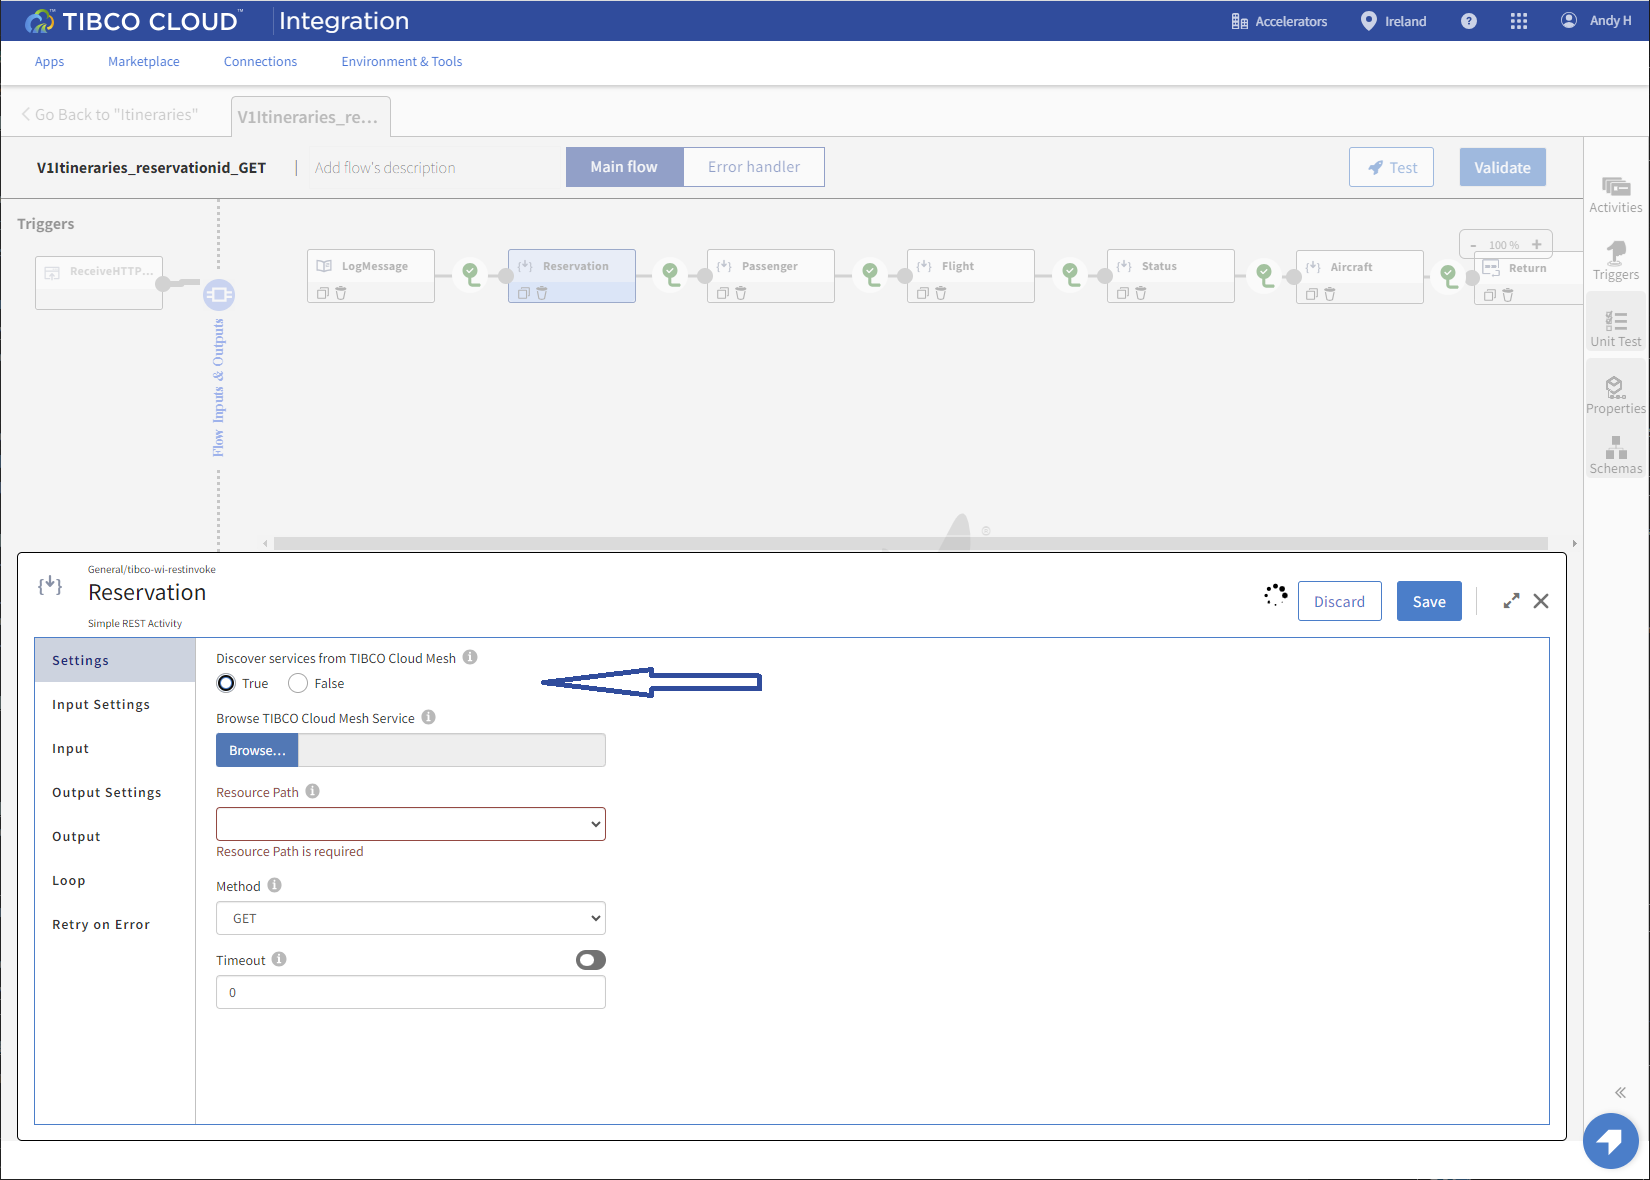 TIBCO CLOUD™ Integration
Accelerators
Ireland
?
Andy H
Apps
Marketplace
Connections
Environment & Tools
Go Back to "Itineraries"
V1Itineraries_re...
V1Itineraries_reservationid_GET
Add flow's description
Main flow
Error handler
Test
Validate
Activities
Triggers
Unit Test
Properties
Schemas
Triggers
- 100 % +
ReceiveHTTP...
LogMessage
Reservation
Passenger
Flight
Status
Aircraft
Return
Flow Inputs & Outputs
®
General/tibco-wi-restinvoke
Reservation
Simple REST Activity
Discard
Save
Settings
Input Settings
Input
Output Settings
Output
Loop
Retry on Error
Discover services from TIBCO Cloud Mesh
True
False
Browse TIBCO Cloud Mesh Service
Browse...
Resource Path
Resource Path is required
Method
GET
Timeout
0